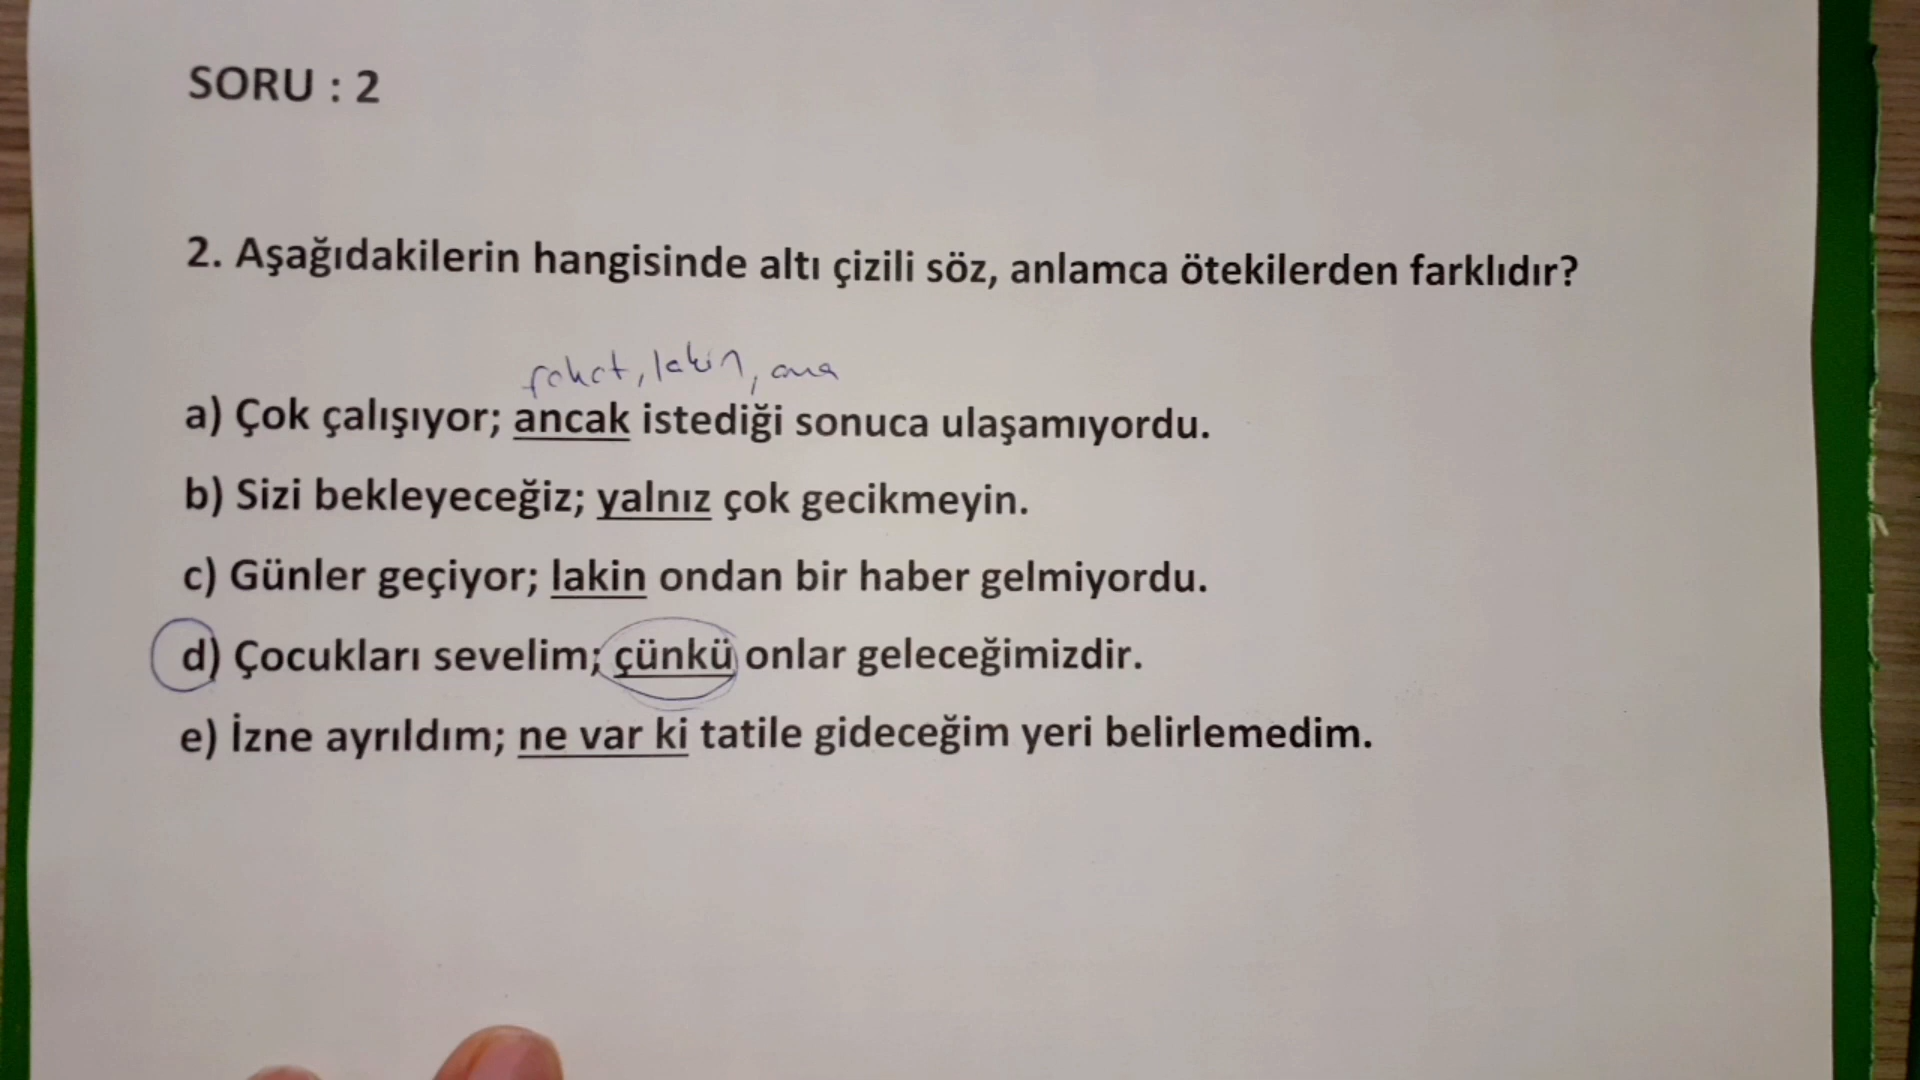 SORU : 2
2. Aşağıdakilerin hangisinde altı çizili söz, anlamca ötekilerden farklıdır?
fakat, lakin, ama
a) Çok çalışıyor; ancak istediği sonuca ulaşamıyordu.
b) Sizi bekleyeceğiz; yalnız çok gecikmeyin.
c) Günler geçiyor; lakin ondan bir haber gelmiyordu.
d) Çocukları sevelim; çünkü onlar geleceğimizdir.
e) İzne ayrıldım; ne var ki tatile gideceğim yeri belirlemedim.